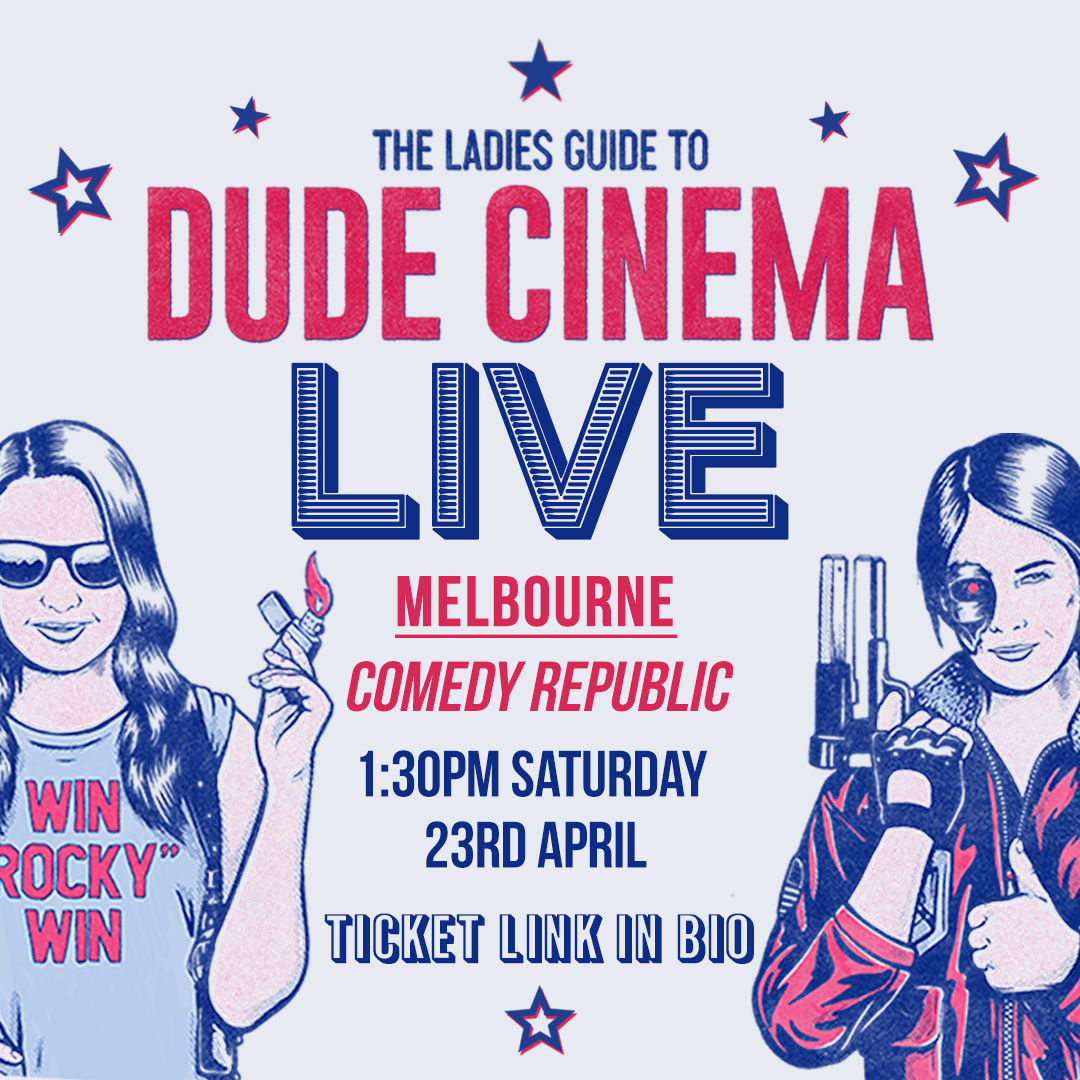 THE LADIES GUIDE TO
DUDE CINEMA
LIVE
MELBOURNE
COMEDY REPUBLIC
1:30PM SATURDAY
23RD APRIL
TICKET LINK IN BIO
WIN
ROCKY”
WIN